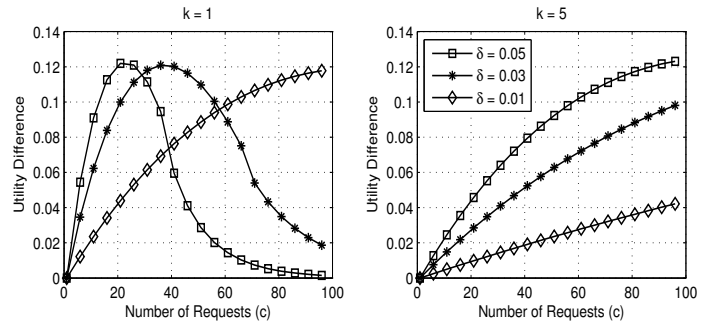 k = 1
0.14
0.12
0.1
0.08
0.06
0.04
0.02
0
Utility Difference
0 20 40 60 80 100
Number of Requests (c)
k = 5
0.14
0.12
0.1
0.08
0.06
0.04
0.02
0
Utility Difference
δ = 0.05
δ = 0.03
δ = 0.01
0 20 40 60 80 100
Number of Requests (c)